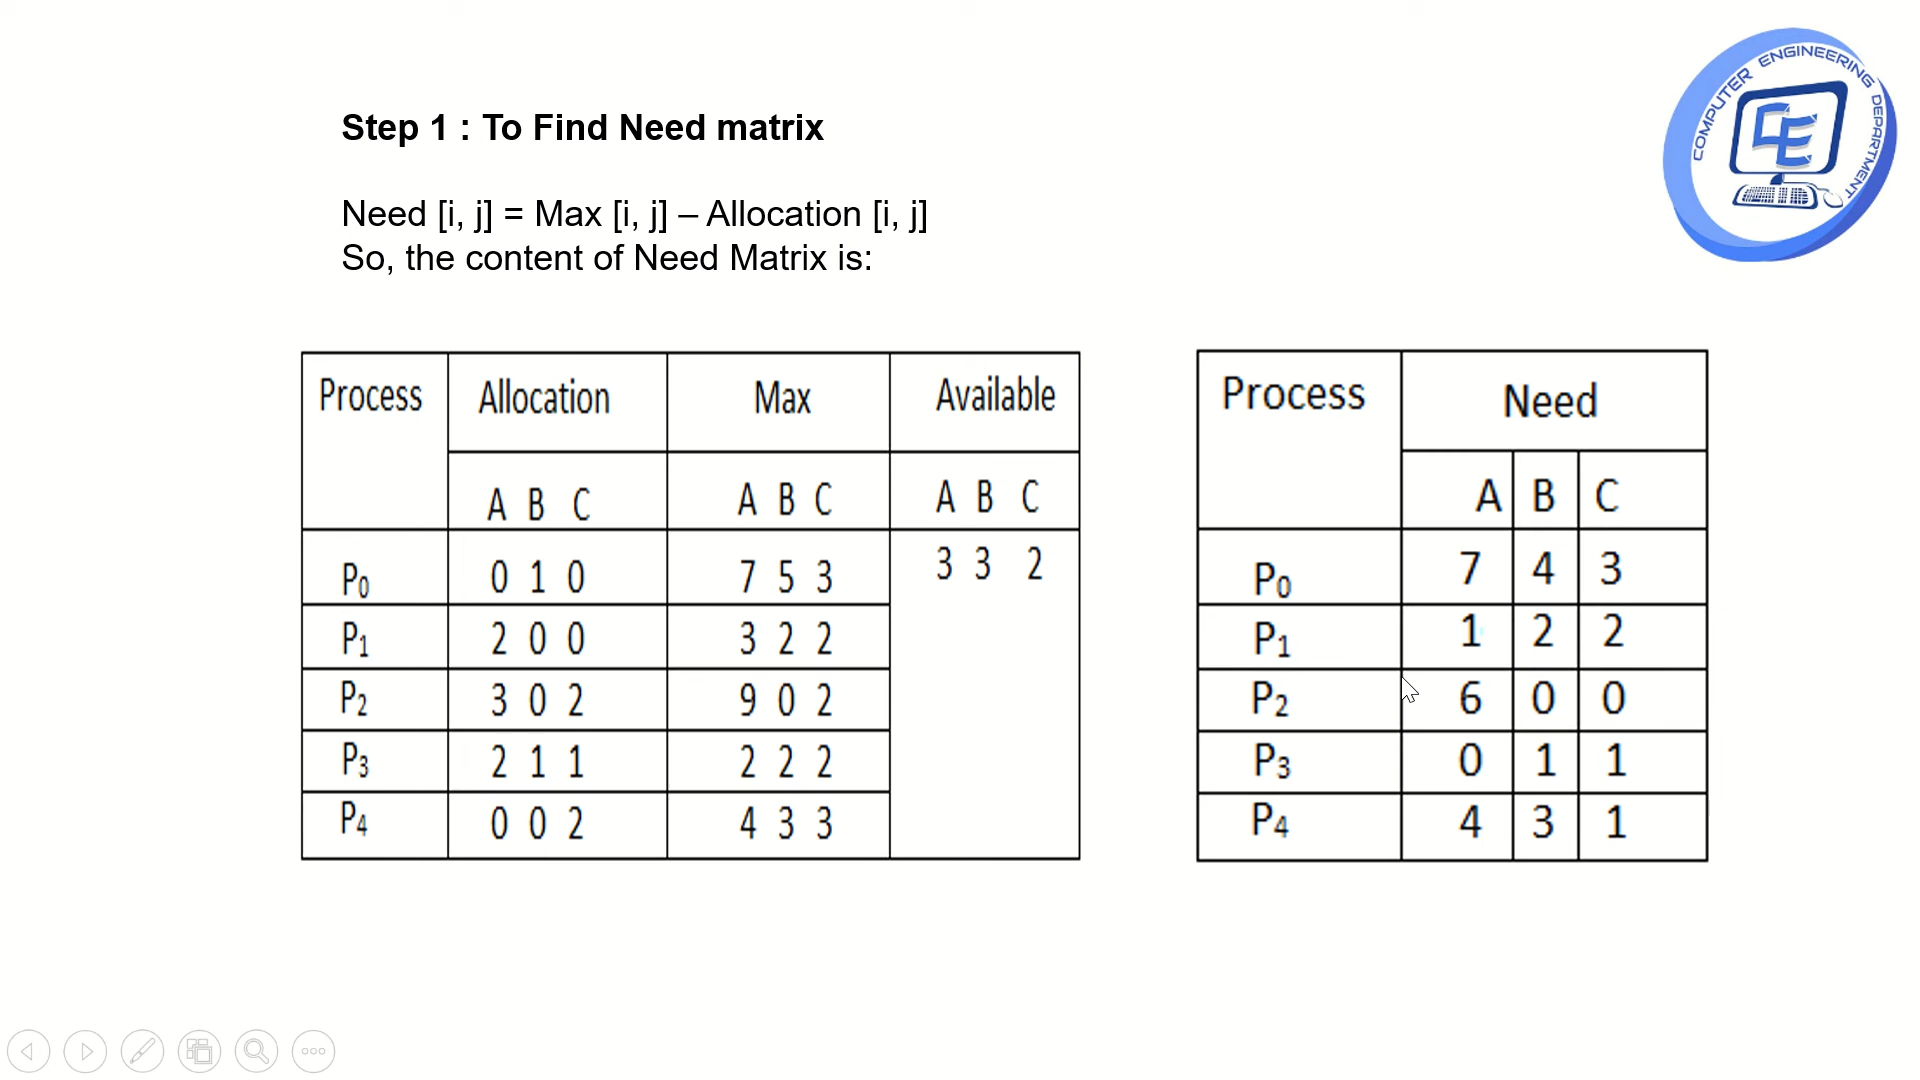 COMPUTER ENGINEERING DEPARTMENT
CE
Step 1 : To Find Need matrix
Need [i, j] = Max [i, j] – Allocation [i, j]
So, the content of Need Matrix is:
Process Allocation Max Available
A B C A B C A B C
P0 0 1 0 7 5 3 3 3 2
P1 2 0 0 3 2 2
P2 3 0 2 9 0 2
P3 2 1 1 2 2 2
P4 0 0 2 4 3 3
Process Need
A B C
P0 7 4 3
P1 1 2 2
P2 6 0 0
P3 0 1 1
P4 4 3 1